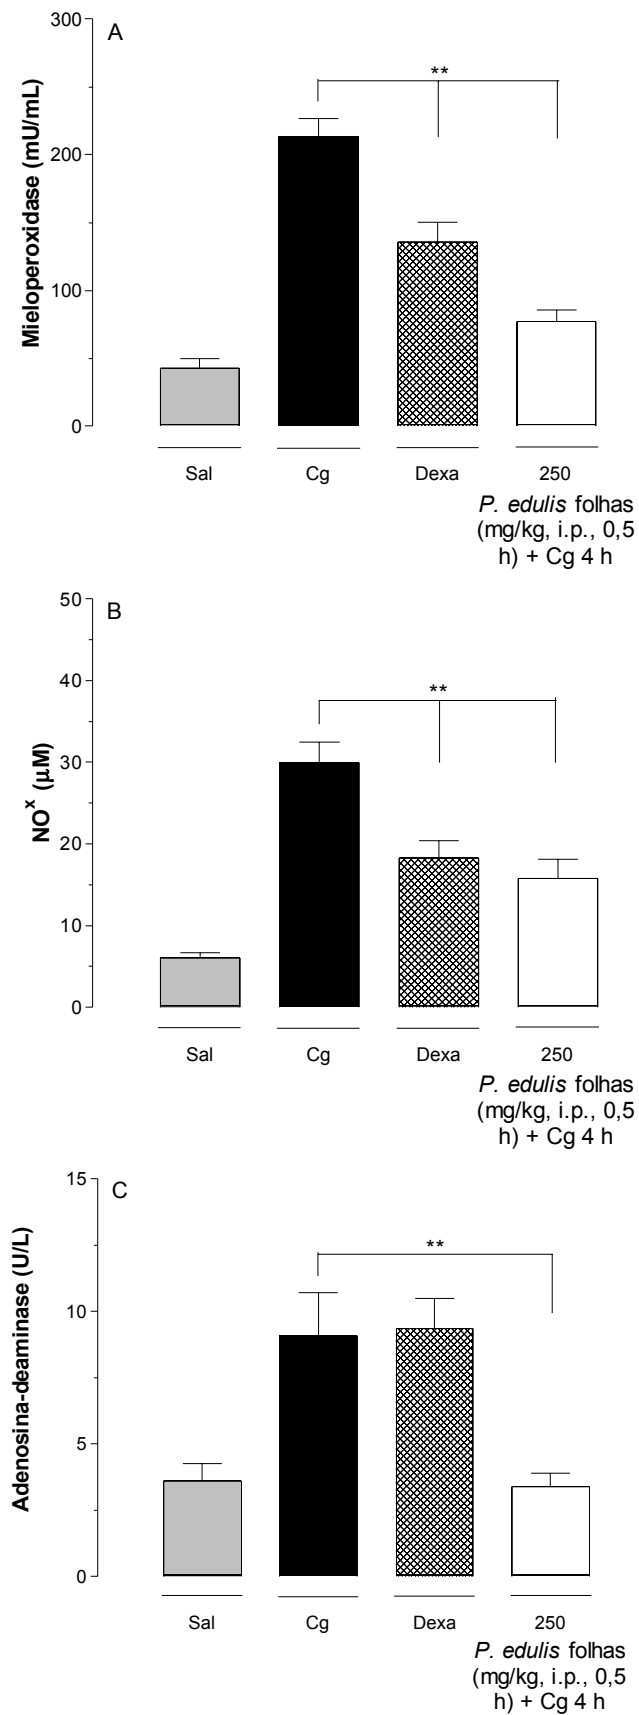 A
300
200
100
0
Mieloperoxidase (mU/mL)
**
Sal Cg Dexa 250
P. edulis folhas
(mg/kg, i.p., 0,5
h) + Cg 4 h
B
50
40
30
20
10
0
NOx (μM)
**
Sal Cg Dexa 250
P. edulis folhas
(mg/kg, i.p., 0,5
h) + Cg 4 h
C
15
10
5
0
Adenosina-deaminase (U/L)
**
Sal Cg Dexa 250
P. edulis folhas
(mg/kg, i.p., 0,5
h) + Cg 4 h